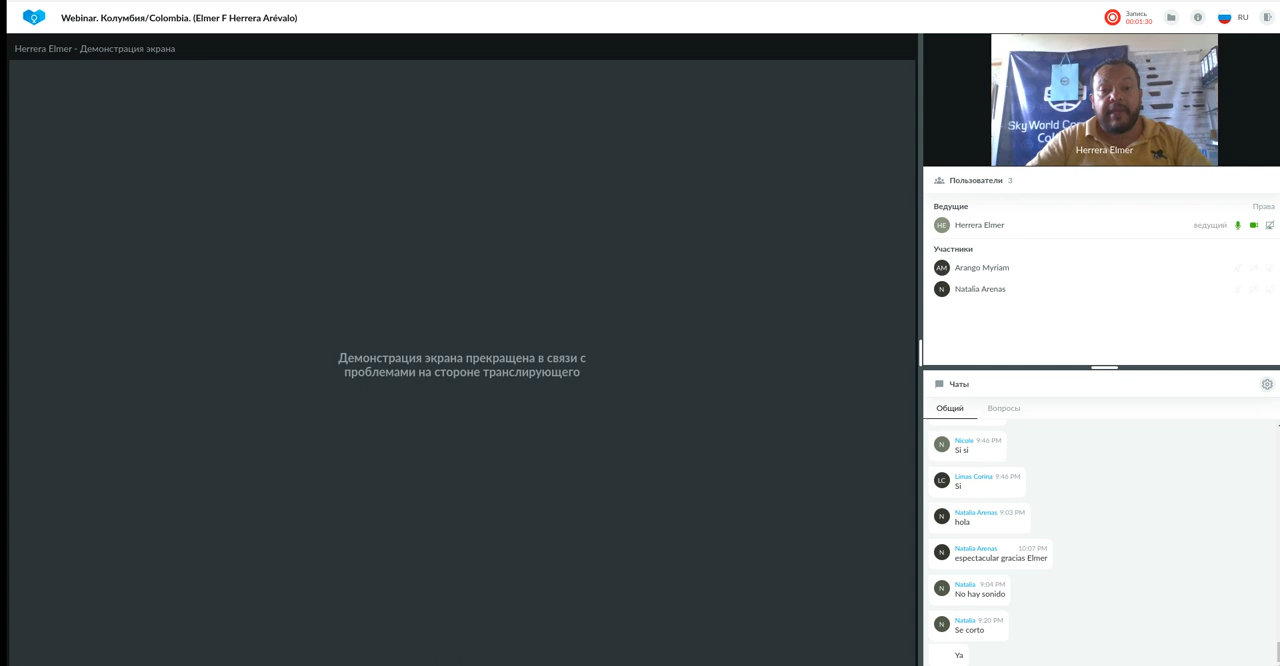 Webinar. Колумбия/Colombia. (Elmer F Herrera Arévalo)
Запись
00:01:30
RU
Herrera Elmer - Демонстрация экрана
Демонстрация экрана прекращена в связи с
проблемами на стороне транслирующего
Sky World
Herrera Elmer
Пользователи 3
Ведущие Права
HE Herrera Elmer ведущий
Участники
AM Arango Myriam
N Natalia Arenas
Чаты
Общий Вопросы
N Nicole 9:46 PM
Si si
LC Limas Corina 9:46 PM
Si
N Natalia Arenas 9:03 PM
hola
N Natalia Arenas 10:07 PM
espectacular gracias Elmer
N Natalia 9:04 PM
No hay sonido
N Natalia 9:20 PM
Se corto
Ya